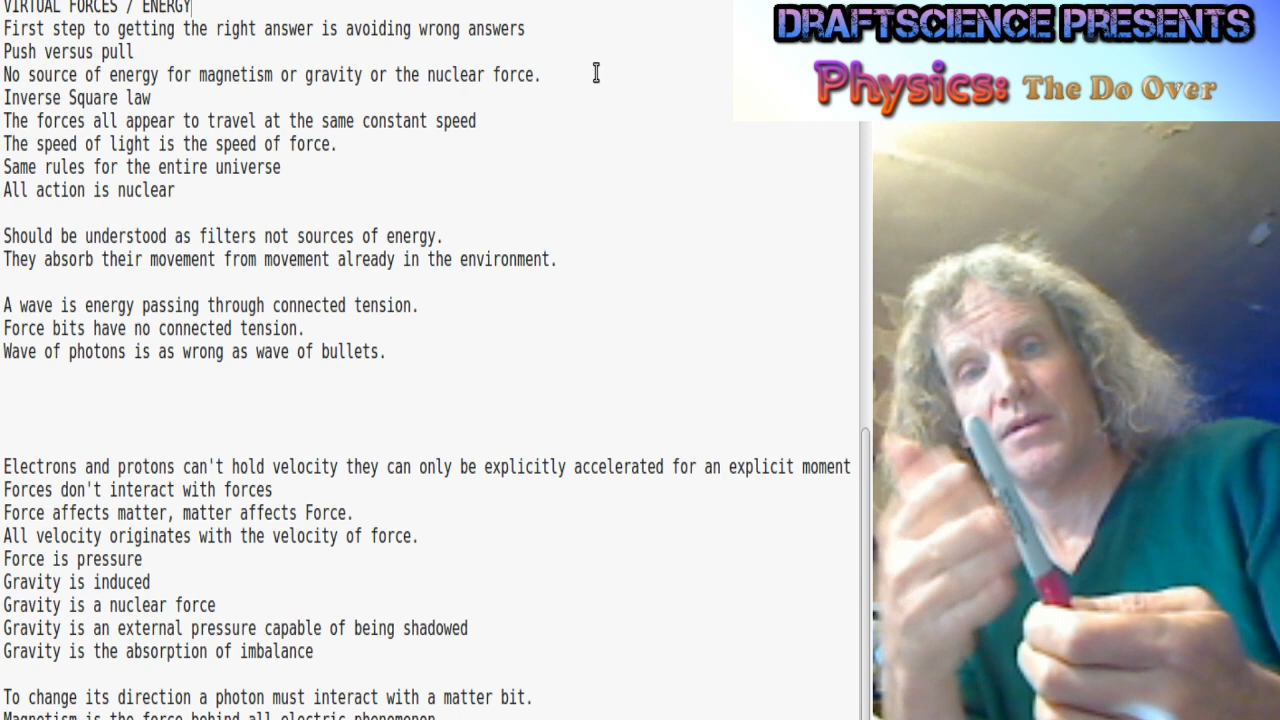 VIRTUAL FORCES / ENERGY
First step to getting the right answer is avoiding wrong answers
Push versus pull
No source of energy for magnetism or gravity or the nuclear force.
Inverse Square law
The forces all appear to travel at the same constant speed
The speed of light is the speed of force.
Same rules for the entire universe
All action is nuclear
Should be understood as filters not sources of energy.
They absorb their movement from movement already in the environment.
A wave is energy passing through connected tension.
Force bits have no connected tension.
Wave of photons is as wrong as wave of bullets.
Electrons and protons can't hold velocity they can only be explicitly accelerated for an explicit moment
Forces don't interact with forces
Force affects matter, matter affects Force.
All velocity originates with the velocity of force.
Force is pressure
Gravity is induced
Gravity is a nuclear force
Gravity is an external pressure capable of being shadowed
Gravity is the absorption of imbalance
To change its direction a photon must interact with a matter bit.
Magnetism is the force behind all electric phenomenon
DRAFTSCIENCE PRESENTS
Physics: The Do Over